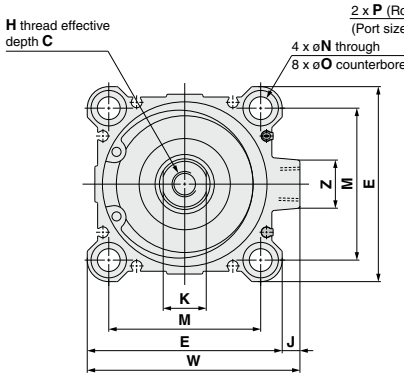 H thread effective
depth C
2 x P (Ro
(Port size
4 x øN through
8 x øO counterbore
Z
M
E
K
M
E
J
W